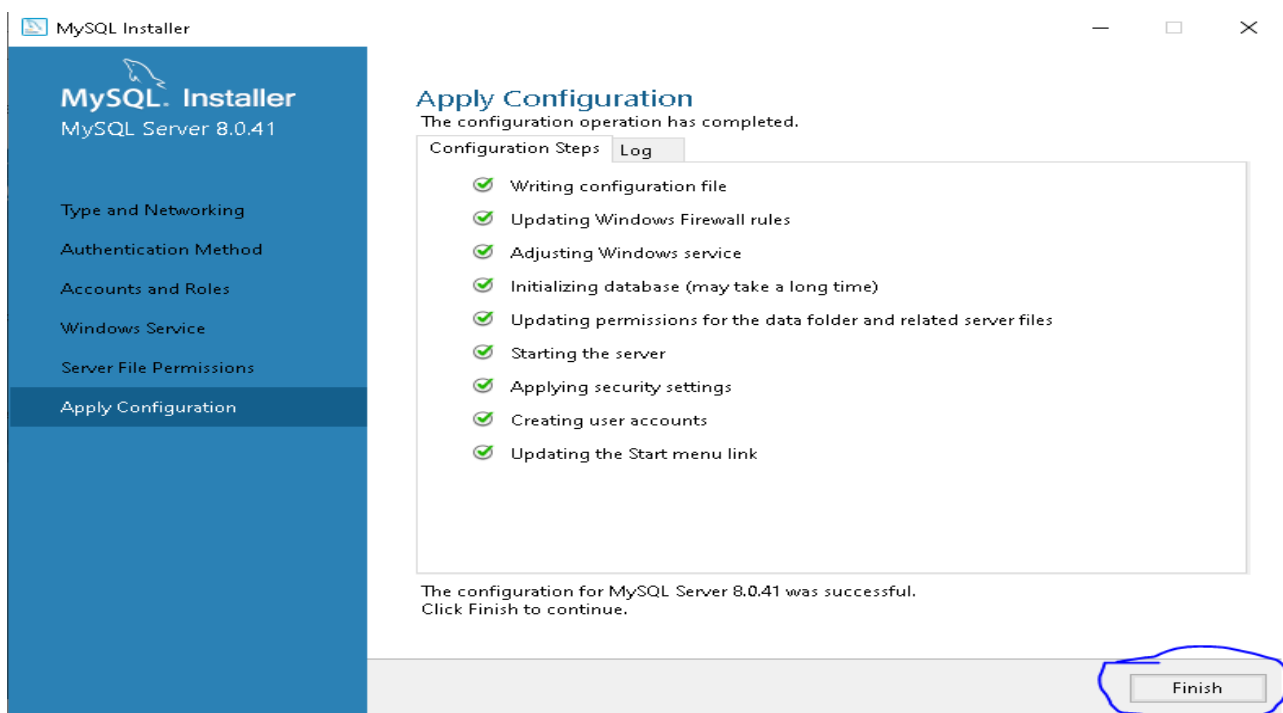 MySQL Installer
MySQL. Installer
MySQL Server 8.0.41
Type and Networking
Authentication Method
Accounts and Roles
Windows Service
Server File Permissions
Apply Configuration
Apply Configuration
The configuration operation has completed.
Configuration Steps
Log
Writing configuration file
Updating Windows Firewall rules
Adjusting Windows service
Initializing database (may take a long time)
Updating permissions for the data folder and related server files
Starting the server
Applying security settings
Creating user accounts
Updating the Start menu link
The configuration for MySQL Server 8.0.41 was successful.
Click Finish to continue.
Finish